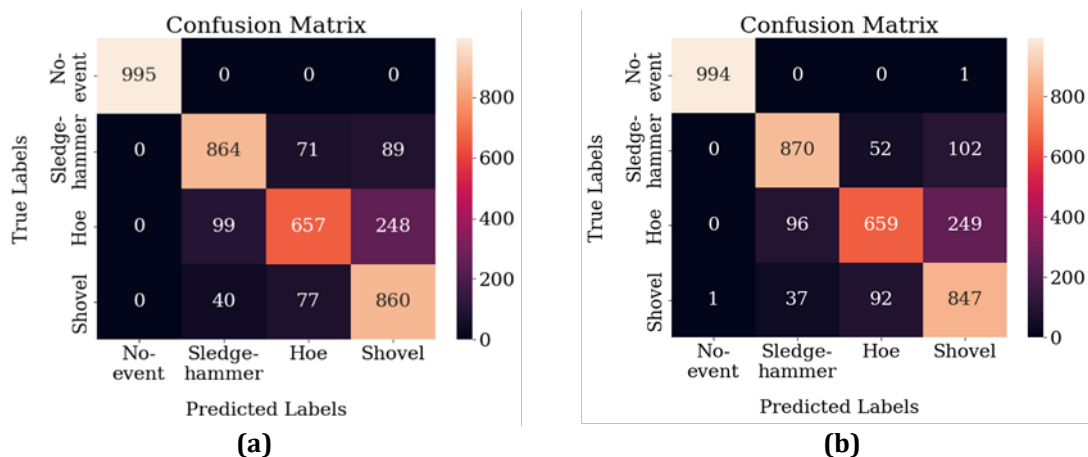 Confusion Matrix
No-
event
Sledge-
hammer
Hoe
Shovel
True Labels
995 0 0 0
0 864 71 89
0 99 657 248
0 40 77 860
800
600
400
200
0
No-
event
Sledge-
hammer
Hoe
Shovel
Predicted Labels
(a)
Confusion Matrix
No-
event
Sledge-
hammer
Hoe
Shovel
True Labels
994 0 0 1
0 870 52 102
0 96 659 249
1 37 92 847
800
600
400
200
0
No-
event
Sledge-
hammer
Hoe
Shovel
Predicted Labels
(b)